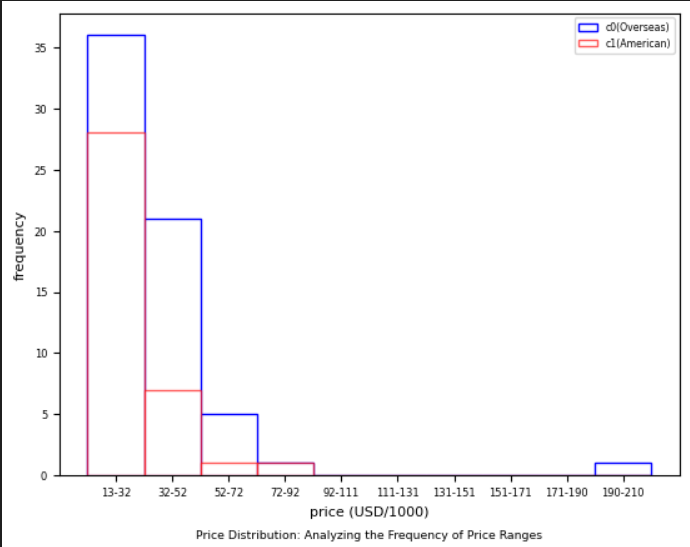 c0(Overseas)
c1(American)
frequency
35
30
25
20
15
10
5
0
13-32 32-52 52-72 72-92 92-111 111-131 131-151 151-171 171-190 190-210
price (USD/1000)
Price Distribution: Analyzing the Frequency of Price Ranges